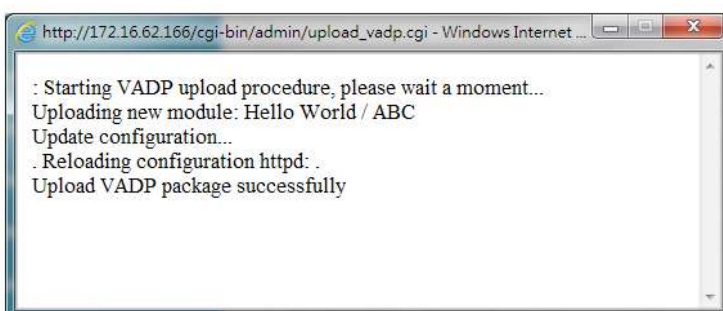 http://172.16.62.166/cgi-bin/admin/upload_vadp.cgi - Windows Internet ...
: Starting VADP upload procedure, please wait a moment...
Uploading new module: Hello World / ABC
Update configuration...
. Reloading configuration httpd: .
Upload VADP package successfully